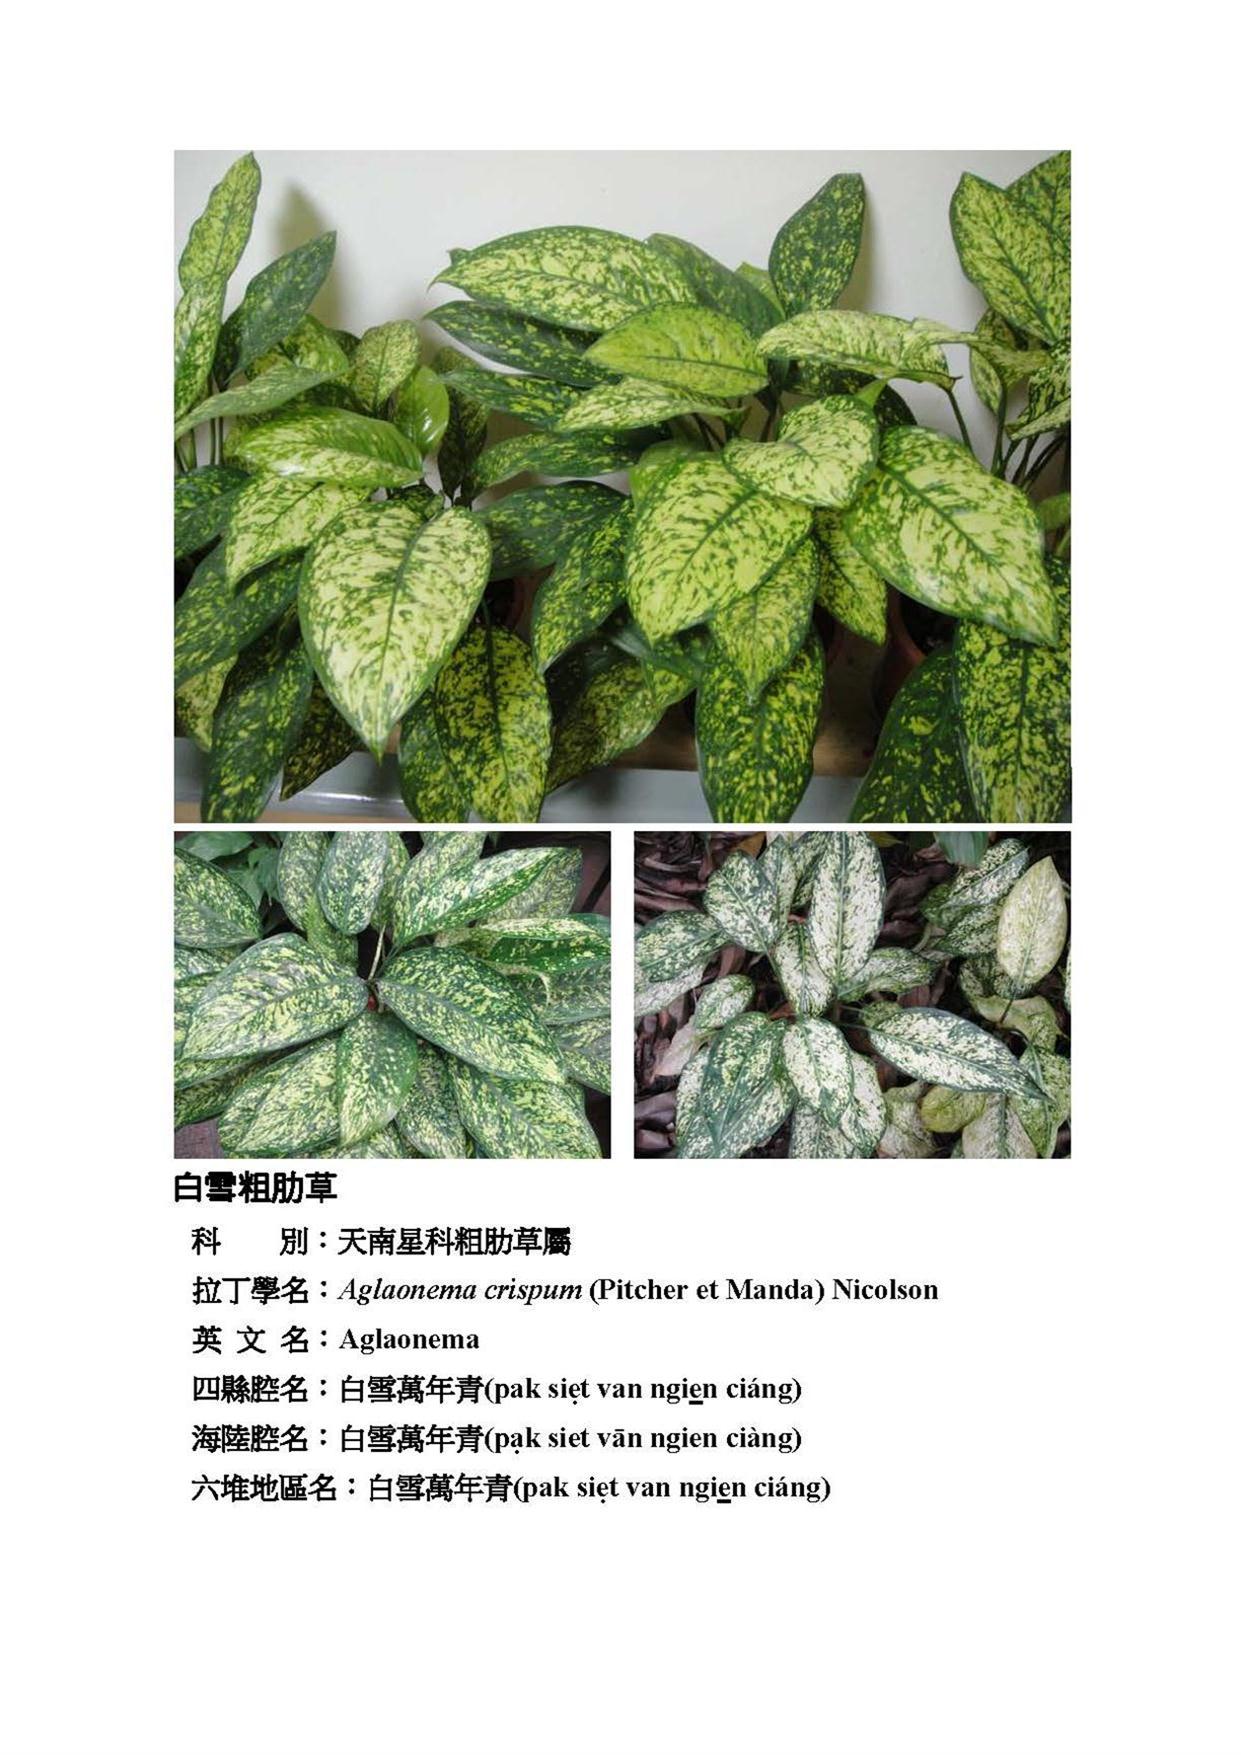 白雪粗肋草
科　　別：天南星科粗肋草屬
拉丁學名：Aglaonema crispum (Pitcher et Manda) Nicolson
英 文 名：Aglaonema
四縣腔名：白雪萬年青(pak siẹt van ngie̲n ciáng)
海陸腔名：白雪萬年青(pạk siet vān ngien ciàng)
六堆地區名：白雪萬年青(pak siẹt van ngie̲n ciáng)